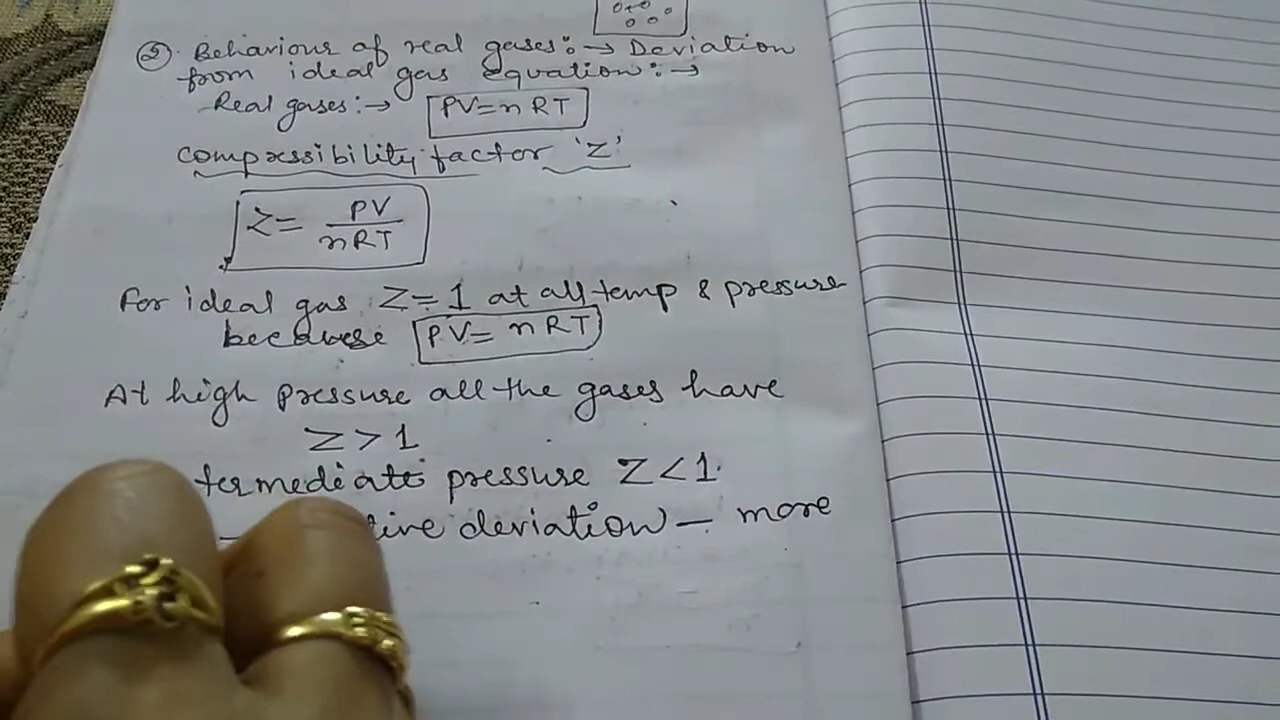 ② Behaviour of real gases:→ Deviation
from ideal gas equation:→
Real gases:→ PV=nRT
compressibility factor 'Z'
Z= PV/nRT
For ideal gas Z=1 at all temp & pressure
because PV= nRT
At high pressure all the gases have
Z>1
termediate pressure Z<1
tive deviation — more